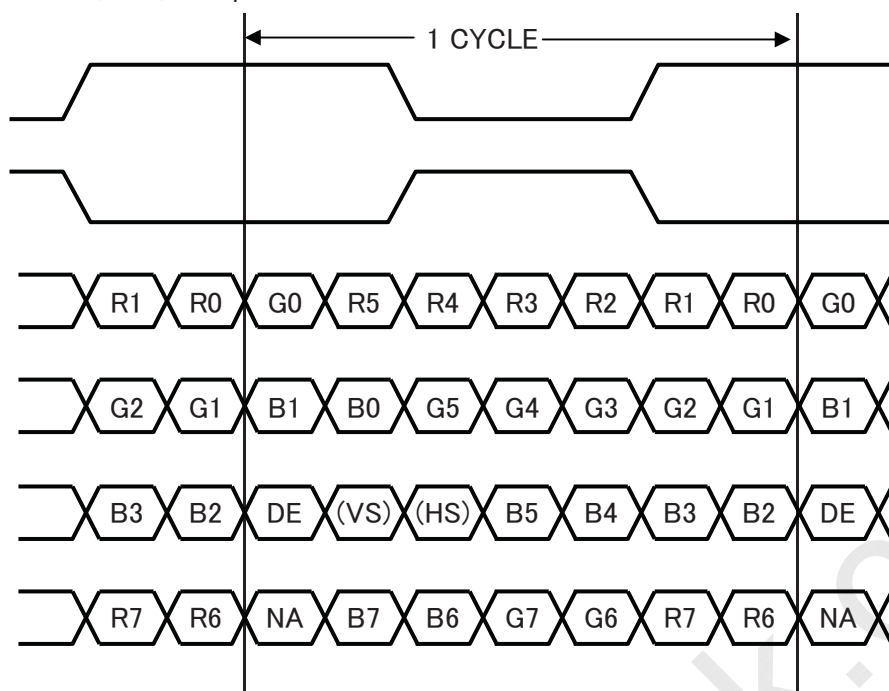 1 CYCLE
R1 R0 G0 R5 R4 R3 R2 R1 R0 G0
G2 G1 B1 B0 G5 G4 G3 G2 G1 B1
B3 B2 DE (VS) (HS) B5 B4 B3 B2 DE
R7 R6 NA B7 B6 G7 G6 R7 R6 NA